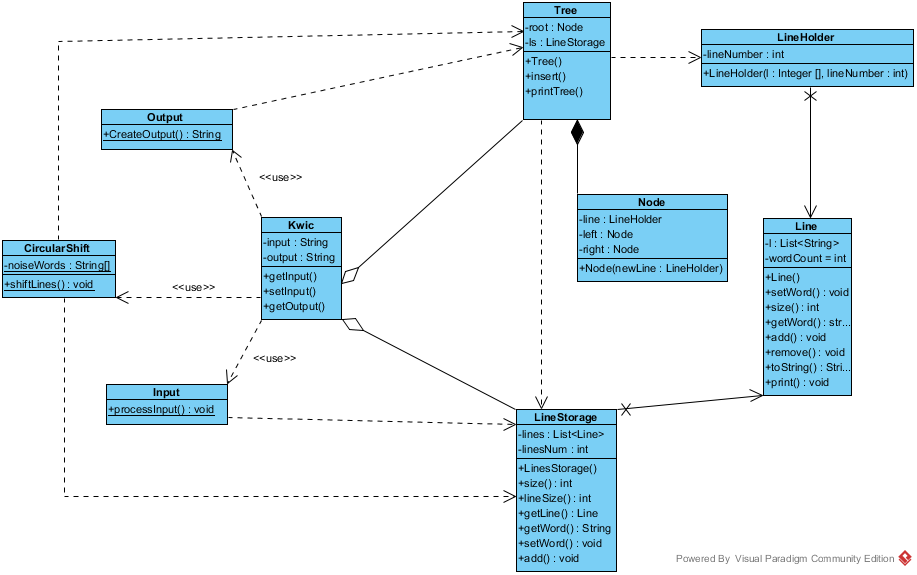 Tree
-root : Node
-ls : LineStorage
+Tree()
+insert()
+printTree()
LineHolder
-lineNumber : int
+LineHolder(l : Integer [], lineNumber : int)
Output
+CreateOutput() : String
<<use>>
Node
-line : LineHolder
-left : Node
-right : Node
+Node(newLine : LineHolder)
Kwic
-input : String
-output : String
+getInput()
+setInput()
+getOutput()
Line
-l : List<String>
-wordCount = int
+Line()
+setWord() : void
+size() : int
+getWord() : str...
+add() : void
+remove() : void
+toString() : Stri...
+print() : void
CircularShift
-noiseWords : String[]
+shiftLines() : void
<<use>>
<<use>>
Input
+processInput() : void
LineStorage
-lines : List<Line>
-linesNum : int
+LinesStorage()
+size() : int
+lineSize() : int
+getLine() : Line
+getWord() : String
+setWord() : void
+add() : void
Powered By Visual Paradigm Community Edition